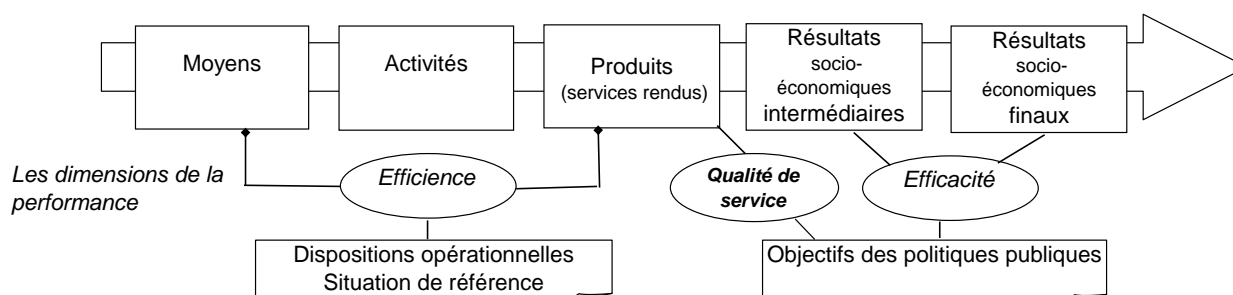 Moyens
Activités
Produits
(services rendus)
Résultats
socio-
économiques
intermédiaires
Résultats
socio-
économiques
finaux
Les dimensions de la
performance
Efficience
Qualité de
service
Efficacité
Dispositions opérationnelles
Situation de référence
Objectifs des politiques publiques